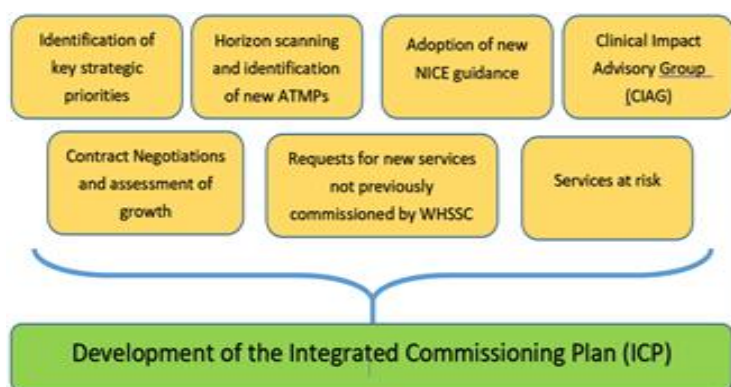 Identification of
key strategic
priorities
Horizon scanning
and identification
of new ATMPs
Adoption of new
NICE guidance
Clinical Impact
Advisory Group
(CIAG)
Contract Negotiations
and assessment of
growth
Requests for new services
not previously
commissioned by WHSSC
Services at risk
Development of the Integrated Commissioning Plan (ICP)